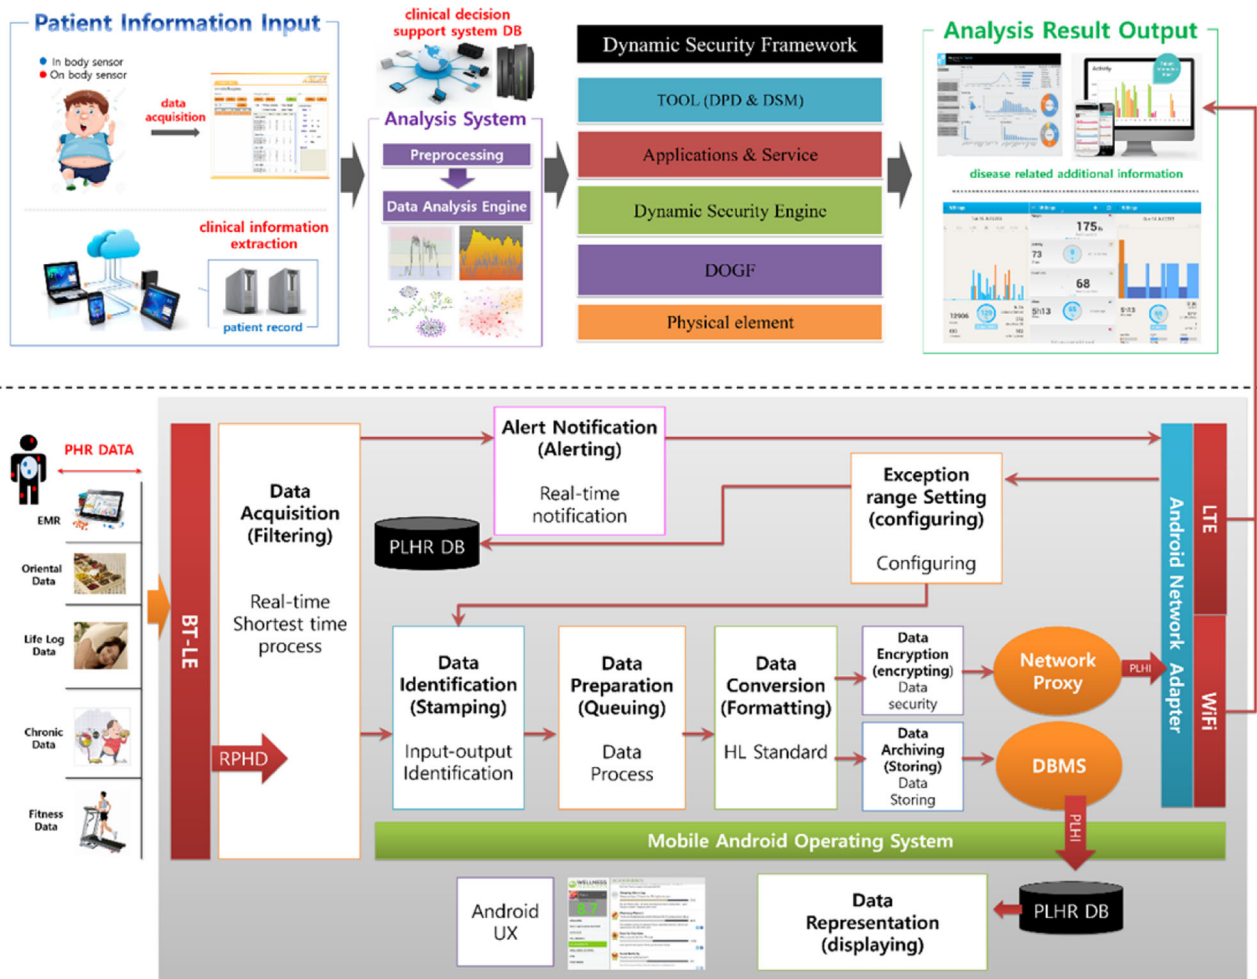 Patient Information Input
In body sensor
On body sensor
data
acquisition
clinical information
extraction
patient record
clinical decision
support system DB
Analysis System
Preprocessing
Data Analysis Engine
Dynamic Security Framework
TOOL (DPD & DSM)
Applications & Service
Dynamic Security Engine
DOGF
Physical element
Analysis Result Output
Activity
disease related additional information
175
73
68
5h13
5h13
PHR DATA
EMR
Oriental
Data
Life Log
Data
Chronic
Data
Fitness
Data
BT-LE
RPHD
Data
Acquisition
(Filtering)
Real-time
Shortest time
process
Alert Notification
(Alerting)
Real-time
notification
PLHR DB
Exception
range Setting
(configuring)
Configuring
Data
Identification
(Stamping)
Input-output
Identification
Data
Preparation
(Queuing)
Data
Process
Data
Conversion
(Formatting)
HL Standard
Data
Encryption
(encrypting)
Data
security
Data
Archiving
(Storing)
Data
Storing
Network
Proxy
PLHI
DBMS
PLHI
Android Network Adapter
LTE
WiFi
Mobile Android Operating System
Android
UX
WELLNESS
Data
Representation
(displaying)
PLHR DB